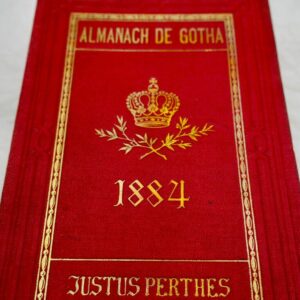 ALMANACH DE GOTHA
1884
JUSTUS PERTHES